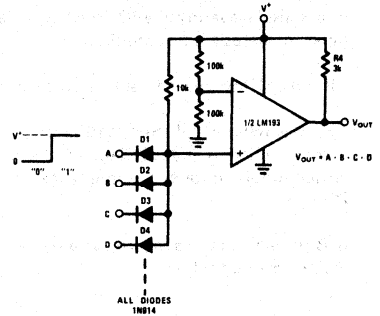 V+
R4
3k
100k
10k
100k
1/2 LM193
VOUT
VOUT = A · B · C · D
V+
0
"0" "1"
D1
A
D2
B
D3
C
D4
D
ALL DIODES
1N914
−
+